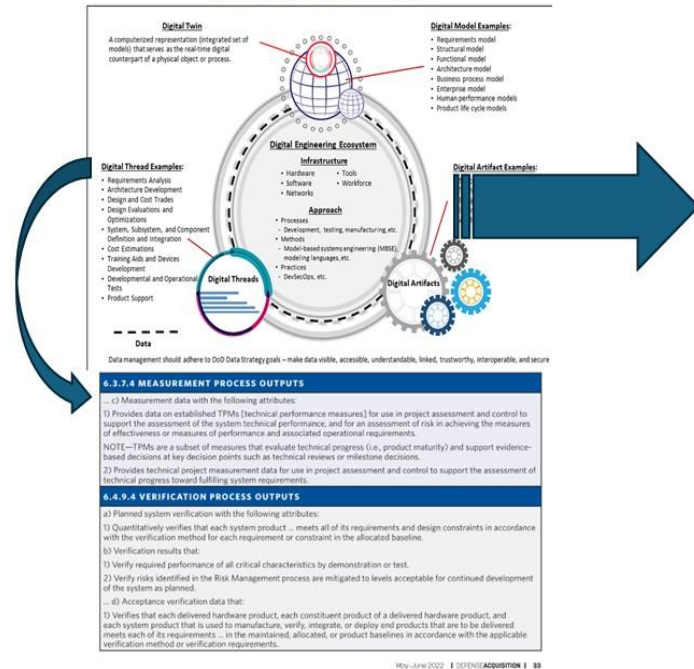 Digital Twin
A computerized representation (integrated set of
models) that serves as the real-time digital
counterpart of a physical object or process.
Digital Model Examples:
• Requirements model
• Structural model
• Functional model
• Architecture model
• Business process model
• Enterprise model
• Human performance models
• Product life cycle models
Digital Engineering Ecosystem
Infrastructure
• Hardware
• Software
• Networks
• Tools
• Workforce
Approach
• Processes
- Development, testing, manufacturing, etc.
• Methods
- Model-based systems engineering (MBSE),
modeling languages, etc.
• Practices
- DevSecOps, etc.
Digital Thread Examples:
• Requirements Analysis
• Architecture Development
• Design and Cost Trades
• Design Evaluations and
Optimizations
• System, Subsystem, and Component
Definition and Integration
• Cost Estimations
• Training Aids and Devices
Development
• Developmental and Operational
Tests
• Product Support
Digital Artifact Examples:
Digital Threads
Digital Artifacts
Data
Data management should adhere to DoD Data Strategy goals – make data visible, accessible, understandable, linked, trustworthy, interoperable, and secure
6.3.7.4 MEASUREMENT PROCESS OUTPUTS
... c) Measurement data with the following attributes:
1) Provides data on established TPMs [technical performance measures] for use in project assessment and control to
support the assessment of the system technical performance, and for an assessment of risk in achieving the measures
of effectiveness or measures of performance and associated operational requirements.
NOTE—TPMs are a subset of measures that evaluate technical progress (i.e., product maturity) and support evidence-
based decisions at key decision points such as technical reviews or milestone decisions.
2) Provides technical project measurement data for use in project assessment and control to support the assessment of
technical progress toward fulfilling system requirements.
6.4.9.4 VERIFICATION PROCESS OUTPUTS
a) Planned system verification with the following attributes:
1) Quantitatively verifies that each system product ... meets all of its requirements and design constraints in accordance
with the verification method for each requirement or constraint in the allocated baseline.
b) Verification results that:
1) Verify required performance of all critical characteristics by demonstration or test.
2) Verify risks identified in the Risk Management process are mitigated to levels acceptable for continued development
of the system as planned.
... d) Acceptance verification data that:
1) Verifies that each delivered hardware product, each constituent product of a delivered hardware product, and
each system product that is used to manufacture, verify, integrate, or deploy end products that are to be delivered
meets each of its requirements ... in the maintained, allocated, or product baselines in accordance with the applicable
verification method or verification requirements.
May-June 2022 | DEFENSEACQUISITION | 33